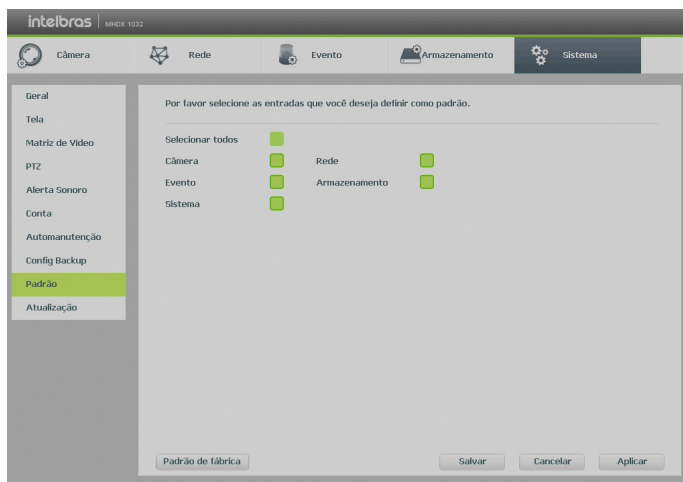 intelbras MHDX 1032
Câmera Rede Evento Armazenamento Sistema
Geral
Tela
Matriz de Vídeo
PTZ
Alerta Sonoro
Conta
Automanutenção
Config Backup
Padrão
Atualização
Por favor selecione as entradas que você deseja definir como padrão.
Selecionar todos
Câmera Rede
Evento Armazenamento
Sistema
Padrão de fábrica Salvar Cancelar Aplicar